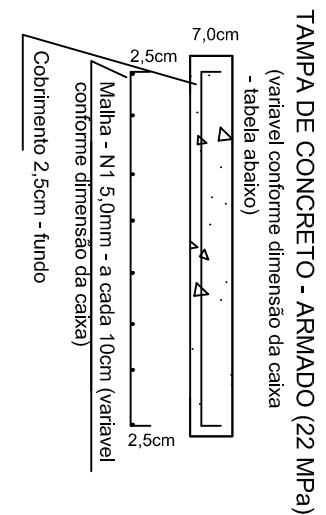 TAMPA DE CONCRETO - ARMADO (22 MPa)
(variavel conforme dimensão da caixa
- tabela abaixo)
7,0cm
2,5cm
2,5cm
Malha - N1 5,0mm - a cada 10cm (variavel
conforme dimensão da caixa)
Cobrimento 2,5cm - fundo